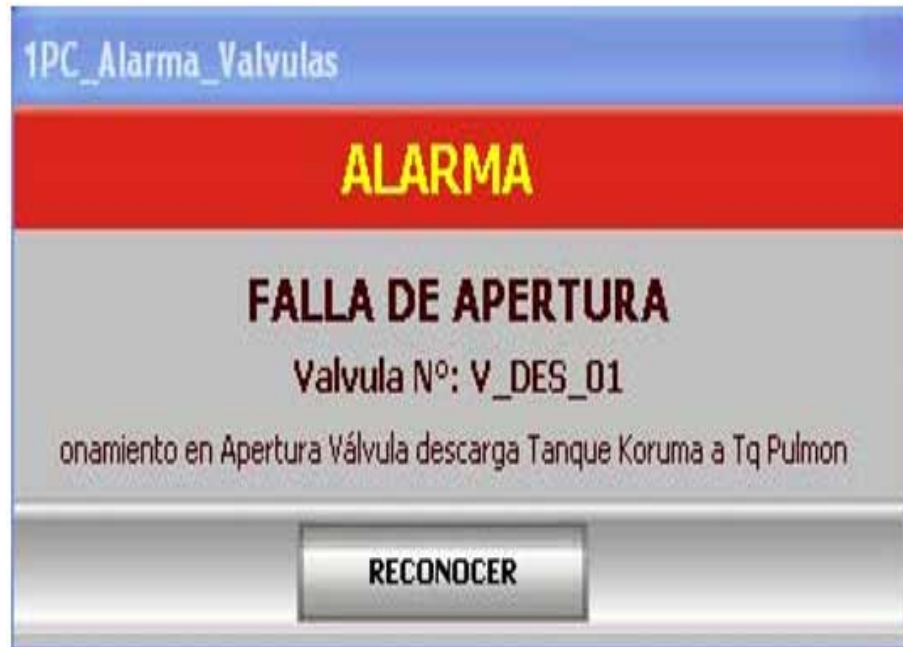 1PC_Alarma_Valvulas
ALARMA
FALLA DE APERTURA
Valvula Nº: V_DES_01
onamiento en Apertura Válvula descarga Tanque Koruma a Tq Pulmon
RECONOCER